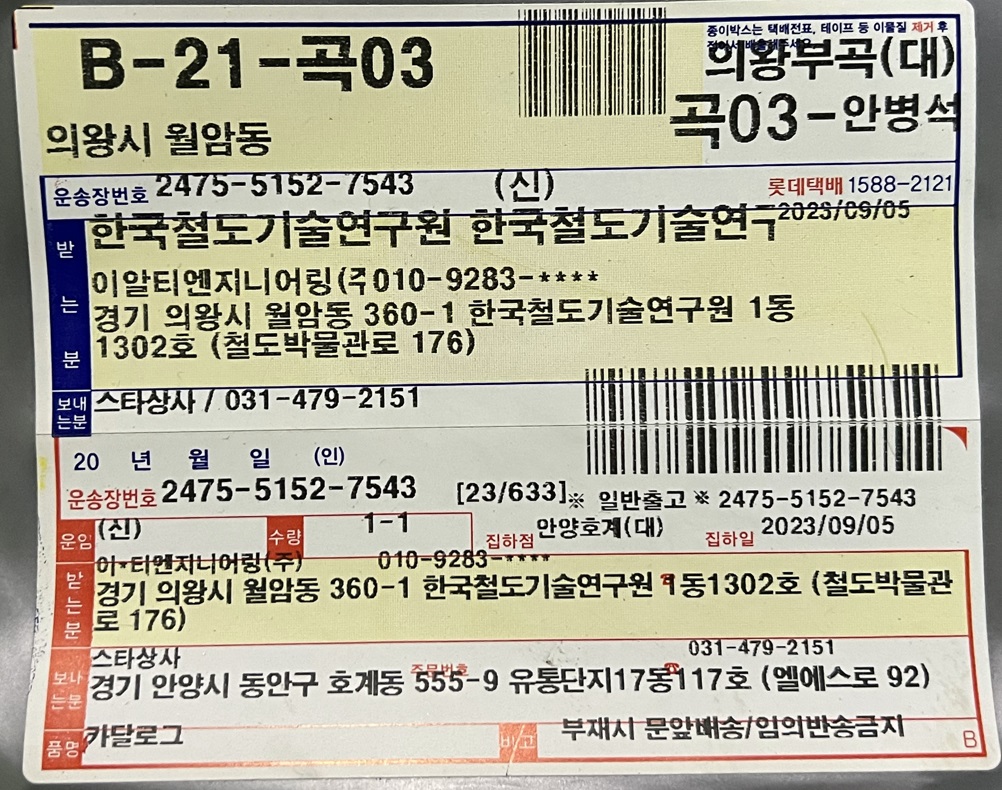 종이박스는 택배전표, 테이프 등 이물질 제거 후
B-21-곡03
의왕부곡(대)
곡03-안병석
의왕시 월암동
운송장번호 2475-5152-7543 (신) 롯데택배 1588-2121
한국철도기술연구원 한국철도기술연구 2023/09/05
받는분
이알티엔지니어링(주 010-9283-****
경기 의왕시 월암동 360-1 한국철도기술연구원 1동
1302호 (철도박물관로 176)
보내는분 스타상사 / 031-479-2151
20 년 월 일 (인)
운송장번호 2475-5152-7543 [23/633]※ 일반출고 ※ 2475-5152-7543
운임 (신) 수량 1-1 집하점 안양호계(대) 집하일 2023/09/05
이*티엔지니어링(주) 010-9283-****
받는분
경기 의왕시 월암동 360-1 한국철도기술연구원 1동1302호 (철도박물관
로 176)
보내는분 스타상사 031-479-2151
주문번호
경기 안양시 동안구 호계동 555-9 유통단지17동117호 (엘에스로 92)
품명 카달로그 비고 부재시 문앞배송/임의반송금지
B